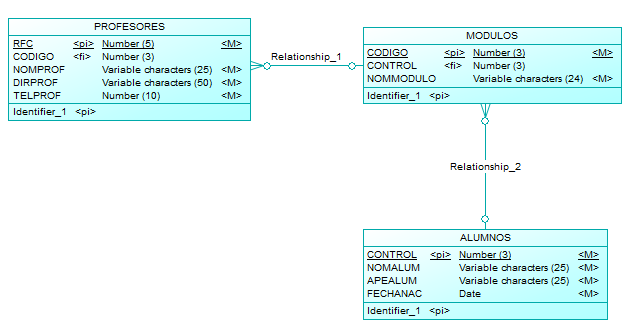 PROFESORES
RFC <pi> Number (5) <M>
CODIGO <fi> Number (3)
NOMPROF Variable characters (25) <M>
DIRPROF Variable characters (50) <M>
TELPROF Number (10) <M>
Identifier_1 <pi>
Relationship_1
MODULOS
CODIGO <pi> Number (3) <M>
CONTROL <fi> Number (3)
NOMMODULO Variable characters (24) <M>
Identifier_1 <pi>
Relationship_2
ALUMNOS
CONTROL <pi> Number (3) <M>
NOMALUM Variable characters (25) <M>
APEALUM Variable characters (25) <M>
FECHANAC Date <M>
Identifier_1 <pi>